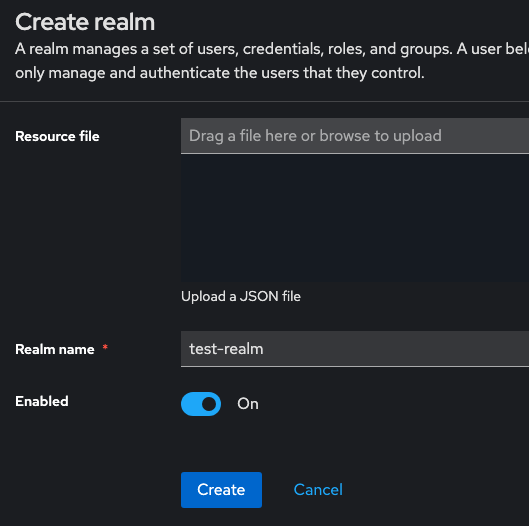 Create realm
A realm manages a set of users, credentials, roles, and groups. A user
only manage and authenticate the users that they control.
Resource file
Drag a file here or browse to upload
Upload a JSON file
Realm name *
test-realm
Enabled
On
Create
Cancel